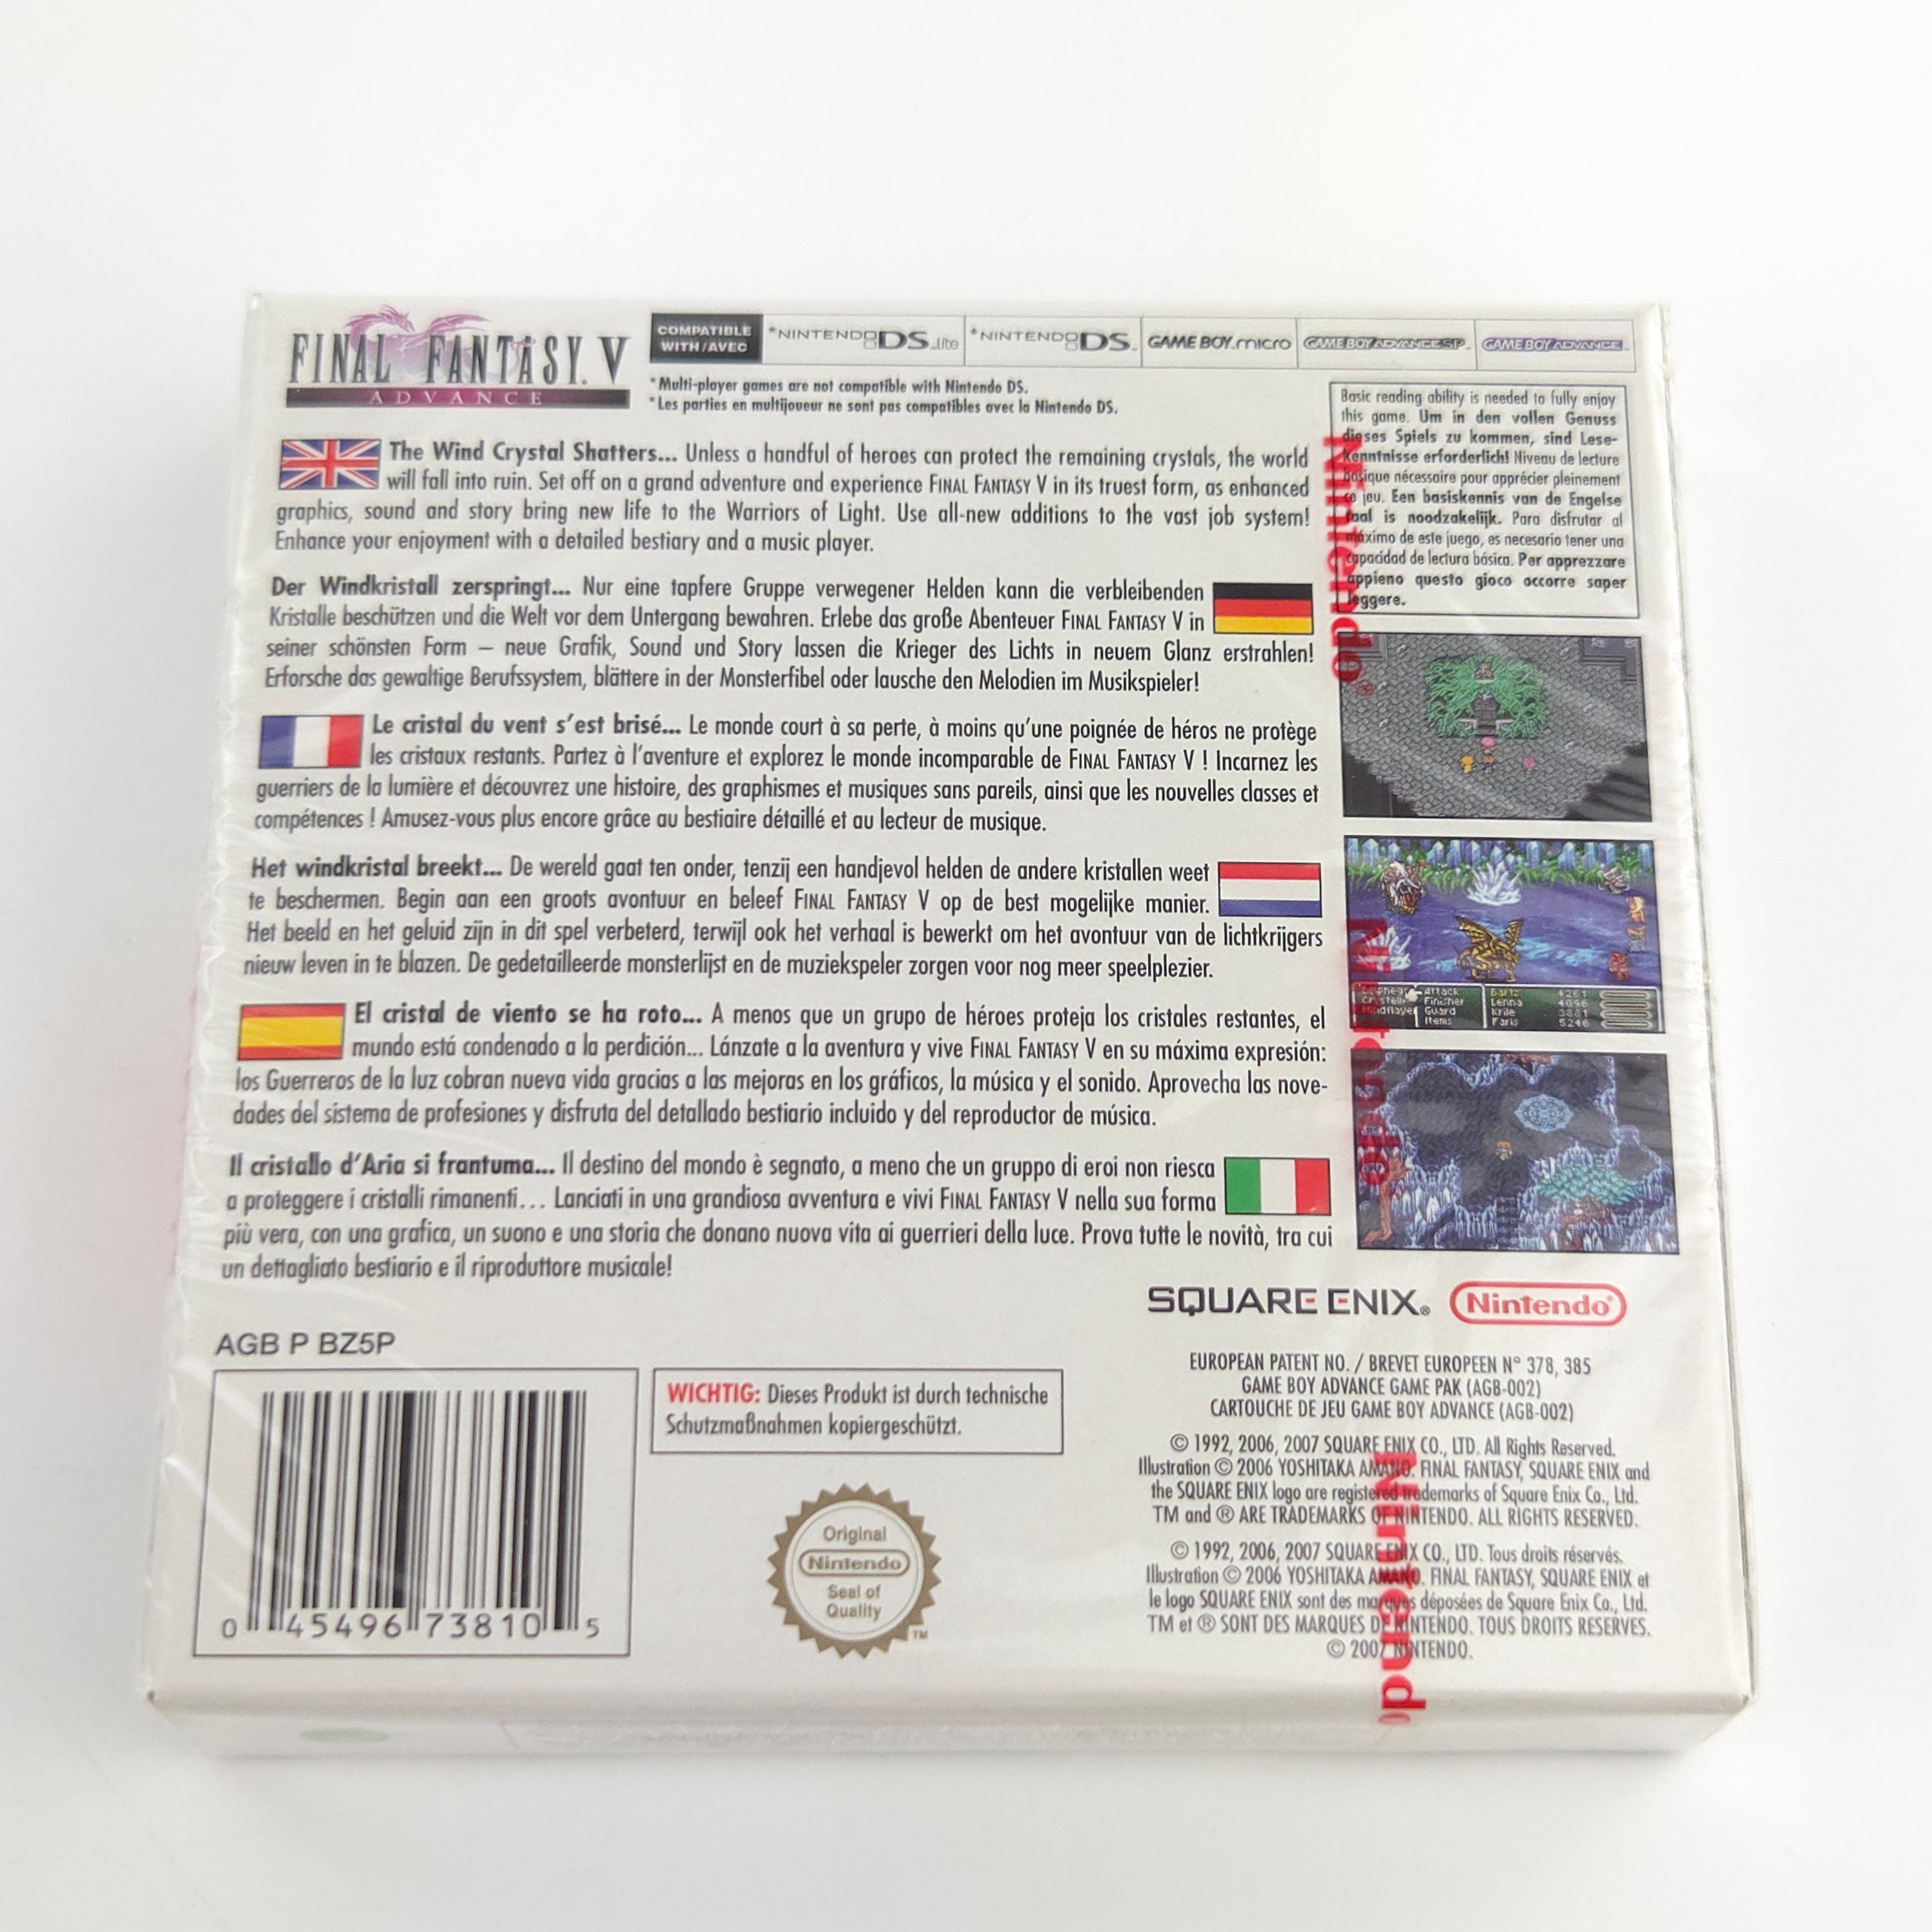 FINAL FANTASY. V
ADVANCE
COMPATIBLE
WITH/AVEC
*NINTENDO DS Lite
*NINTENDO DS
GAME BOY micro
GAME BOY ADVANCE SP
GAME BOY ADVANCE
*Multi-player games are not compatible with Nintendo DS.
*Les parties en multijoueur ne sont pas compatibles avec la Nintendo DS.
The Wind Crystal Shatters... Unless a handful of heroes can protect the remaining crystals, the world
will fall into ruin. Set off on a grand adventure and experience FINAL FANTASY V in its truest form, as enhanced
graphics, sound and story bring new life to the Warriors of Light. Use all-new additions to the vast job system!
Enhance your enjoyment with a detailed bestiary and a music player.
Der Windkristall zerspringt... Nur eine tapfere Gruppe verwegener Helden kann die verbleibenden
Kristalle beschützen und die Welt vor dem Untergang bewahren. Erlebe das große Abenteuer FINAL FANTASY V in
seiner schönsten Form – neue Grafik, Sound und Story lassen die Krieger des Lichts in neuem Glanz erstrahlen!
Erforsche das gewaltige Berufssystem, blättere in der Monsterfibel oder lausche den Melodien im Musikspieler!
Le cristal du vent s'est brisé... Le monde court à sa perte, à moins qu'une poignée de héros ne protège
les cristaux restants. Partez à l'aventure et explorez le monde incomparable de FINAL FANTASY V ! Incarnez les
guerriers de la lumière et découvrez une histoire, des graphismes et musiques sans pareils, ainsi que les nouvelles classes et
compétences ! Amusez-vous plus encore grâce au bestiaire détaillé et au lecteur de musique.
Het windkristal breekt... De wereld gaat ten onder, tenzij een handjevol helden de andere kristallen weet
te beschermen. Begin aan een groots avontuur en beleef FINAL FANTASY V op de best mogelijke manier.
Het beeld en het geluid zijn in dit spel verbeterd, terwijl ook het verhaal is bewerkt om het avontuur van de lichtkrijgers
nieuw leven in te blazen. De gedetailleerde monsterlijst en de muziekspeler zorgen voor nog meer speelplezier.
El cristal de viento se ha roto... A menos que un grupo de héroes proteja los cristales restantes, el
mundo está condenado a la perdición... Lánzate a la aventura y vive FINAL FANTASY V en su máxima expresión:
los Guerreros de la luz cobran nueva vida gracias a las mejoras en los gráficos, la música y el sonido. Aprovecha las nove-
dades del sistema de profesiones y disfruta del detallado bestiario incluido y del reproductor de música.
Il cristallo d'Aria si frantuma... Il destino del mondo è segnato, a meno che un gruppo di eroi non riesca
a proteggere i cristalli rimanenti... Lanciati in una grandiosa avventura e vivi FINAL FANTASY V nella sua forma
più vera, con una grafica, un suono e una storia che donano nuova vita ai guerrieri della luce. Prova tutte le novità, tra cui
un dettagliato bestiario e il riproduttore musicale!
Basic reading ability is needed to fully enjoy
this game. Um in den vollen Genuss
dieses Spiels zu kommen, sind Lese-
kenntnisse erforderlich! Niveau de lecture
basique nécessaire pour apprécier pleinement
ce jeu. Een basiskennis van de Engelse
taal is noodzakelijk. Para disfrutar al
máximo de este juego, es necesario tener una
capacidad de lectura básica. Per apprezzare
appieno questo gioco occorre saper
leggere.
Nintendo
Nintendo
Nintendo
Attack
Finisher
Guard
Items
Bartz 4261
Lenna 4096
Krile 3881
Faris 5246
SQUARE ENIX®
Nintendo®
AGB P BZ5P
0 45496 73810 5
WICHTIG: Dieses Produkt ist durch technische
Schutzmaßnahmen kopiergeschützt.
Original
Nintendo
Seal of
Quality
TM
EUROPEAN PATENT NO. / BREVET EUROPEEN N° 378, 385
GAME BOY ADVANCE GAME PAK (AGB-002)
CARTOUCHE DE JEU GAME BOY ADVANCE (AGB-002)
© 1992, 2006, 2007 SQUARE ENIX CO., LTD. All Rights Reserved.
Illustration © 2006 YOSHITAKA AMANO. FINAL FANTASY, SQUARE ENIX and
the SQUARE ENIX logo are registered trademarks of Square Enix Co., Ltd.
TM and ® ARE TRADEMARKS OF NINTENDO. ALL RIGHTS RESERVED.
© 1992, 2006, 2007 SQUARE ENIX CO., LTD. Tous droits réservés.
Illustration © 2006 YOSHITAKA AMANO. FINAL FANTASY, SQUARE ENIX et
le logo SQUARE ENIX sont des marques déposées de Square Enix Co., Ltd.
TM et ® SONT DES MARQUES DE NINTENDO. TOUS DROITS RESERVES.
© 2007 NINTENDO.